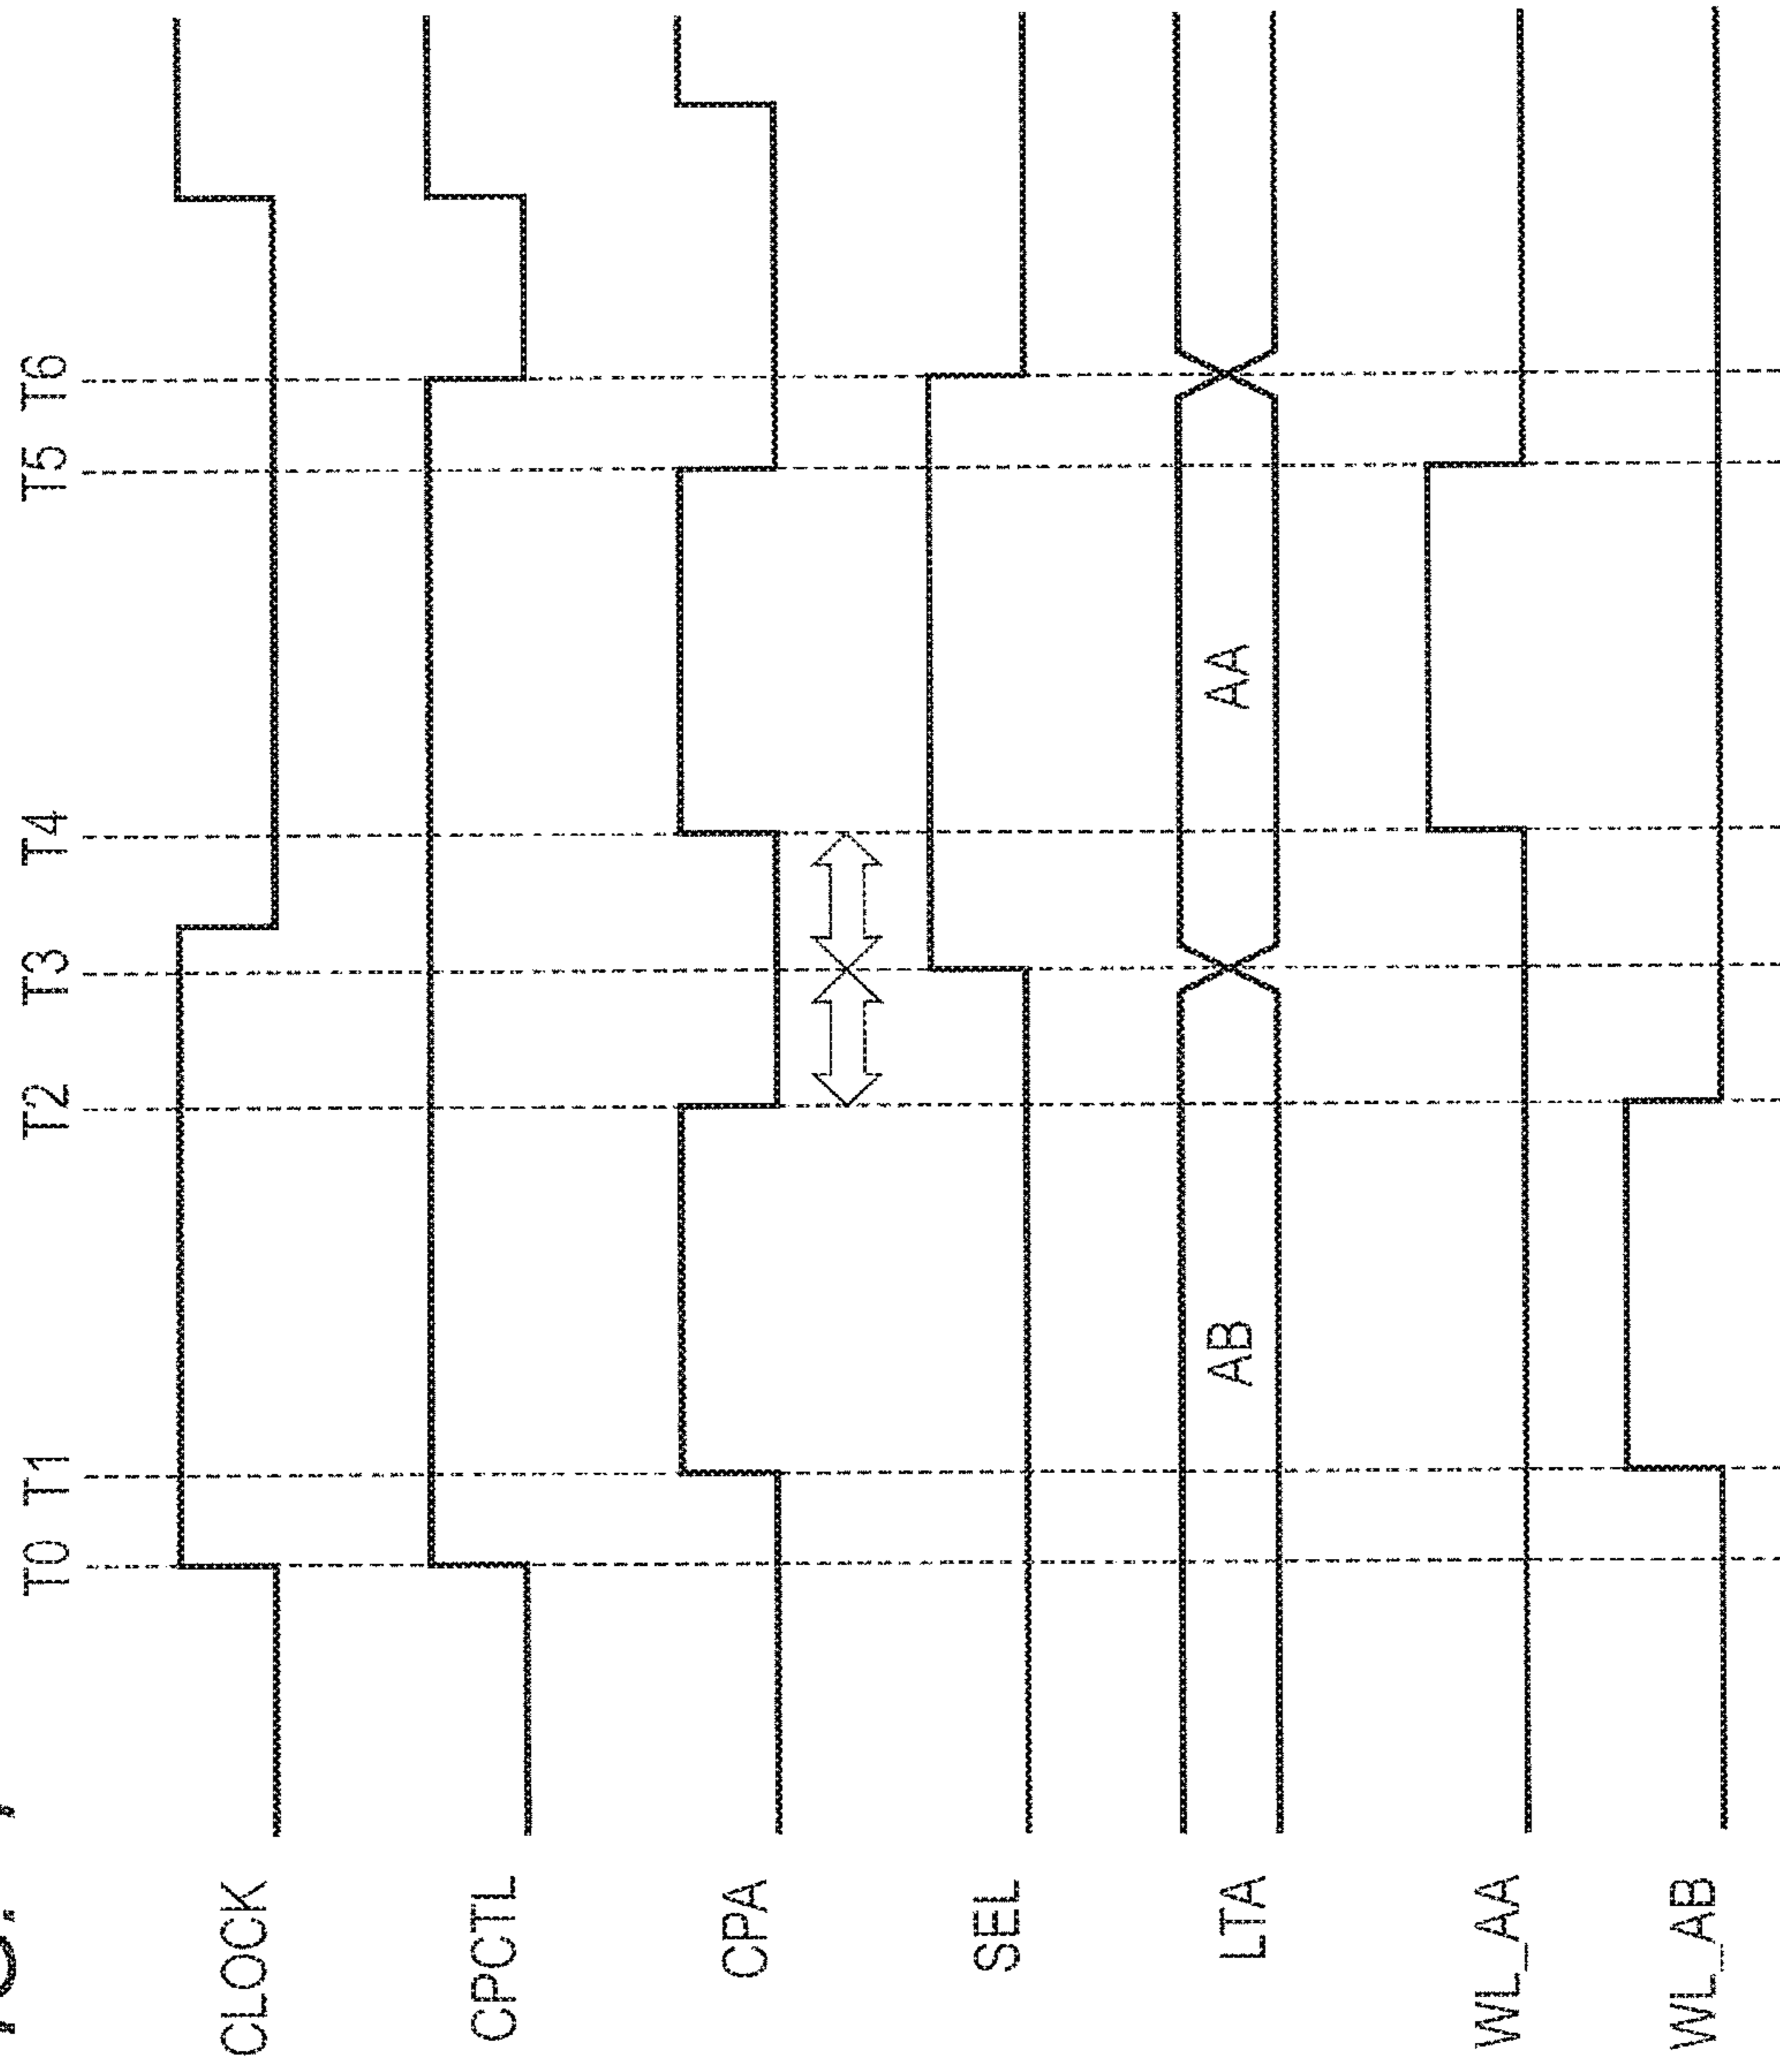 T0 T1 T2 T3 T4 T5 T6
CLOCK
CPCTL
CPA
SEL
LTA AB AA
WL_AA
WL_AB